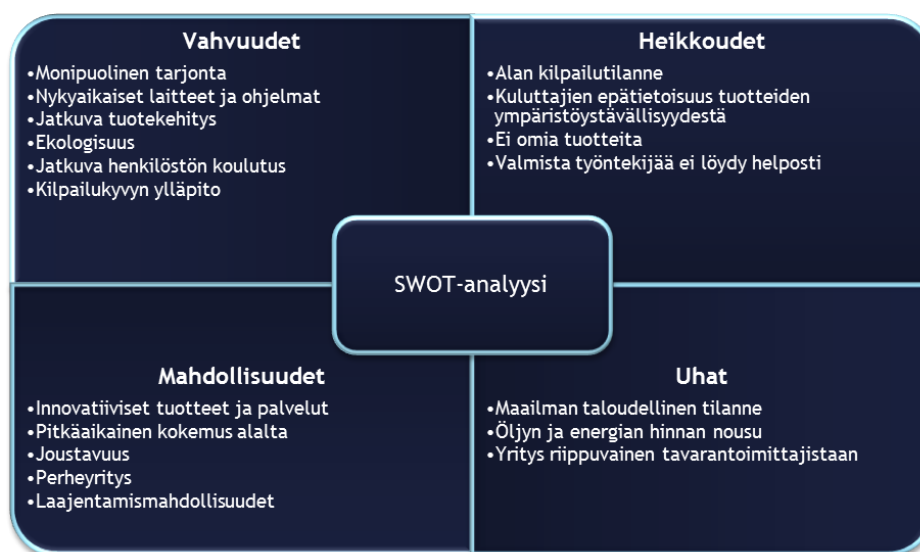 Vahvuudet
•Monipuolinen tarjonta
•Nykyaikaiset laitteet ja ohjelmat
•Jatkuva tuotekehitys
•Ekologisuus
•Jatkuva henkilöstön koulutus
•Kilpailukyvyn ylläpito
Heikkoudet
•Alan kilpailutilanne
•Kuluttajien epätietoisuus tuotteiden
ympäristöystävällisyydestä
•Ei omia tuotteita
•Valmista työntekijää ei löydy helposti
SWOT-analyysi
Mahdollisuudet
•Innovatiiviset tuotteet ja palvelut
•Pitkäaikainen kokemus alalta
•Joustavuus
•Perheyritys
•Laajentamismahdollisuudet
Uhat
•Maailman taloudellinen tilanne
•Öljyn ja energian hinnan nousu
•Yritys riippuvainen tavarantoimittajistaan